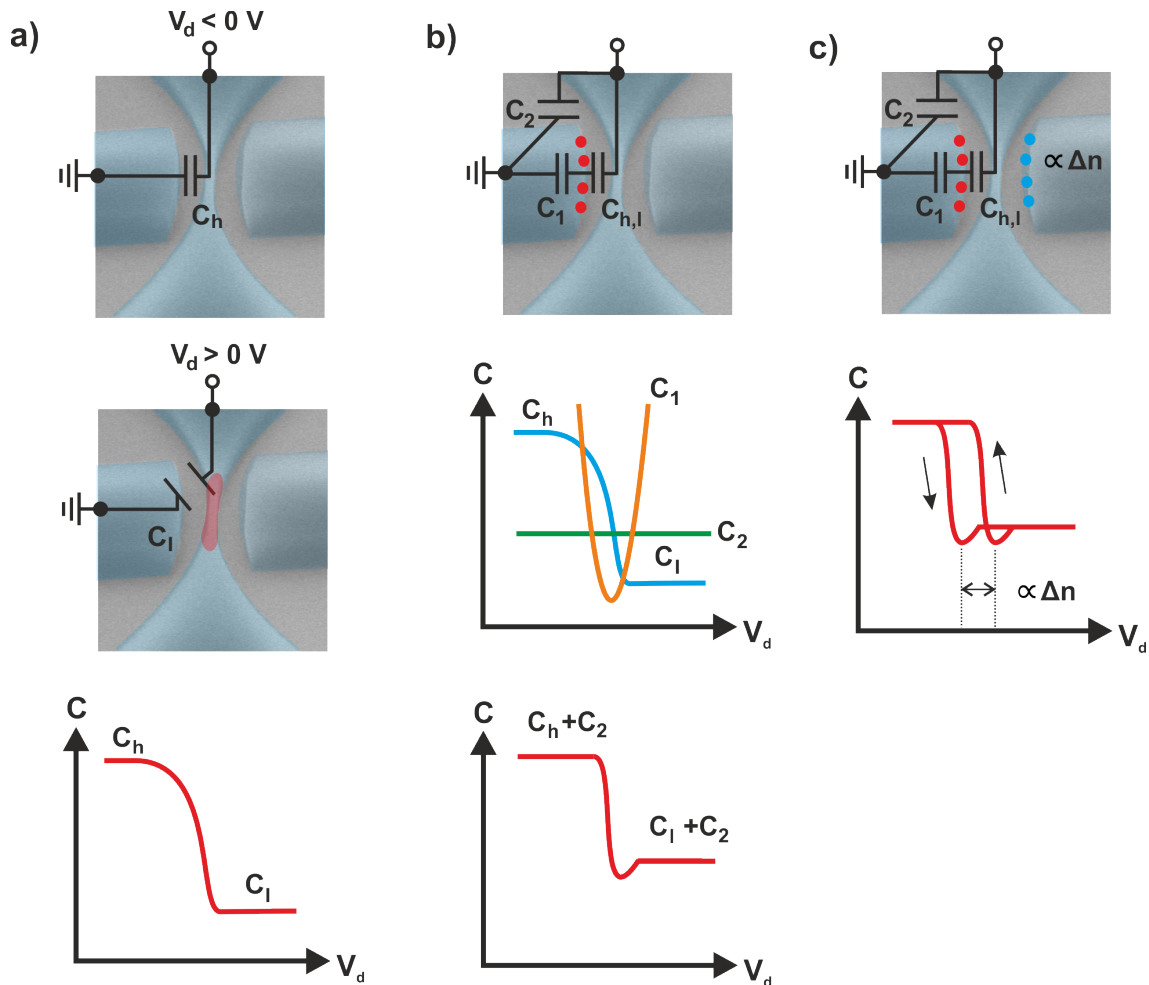 a)
V_d < 0 V
C_h
V_d > 0 V
C_l
C
C_h
C_l
V_d
b)
C_2
C_1
C_h,l
C
C_h
C_1
C_2
C_l
V_d
C
C_h+C_2
C_l +C_2
V_d
c)
C_2
∝ Δn
C_1
C_h,l
C
∝ Δn
V_d